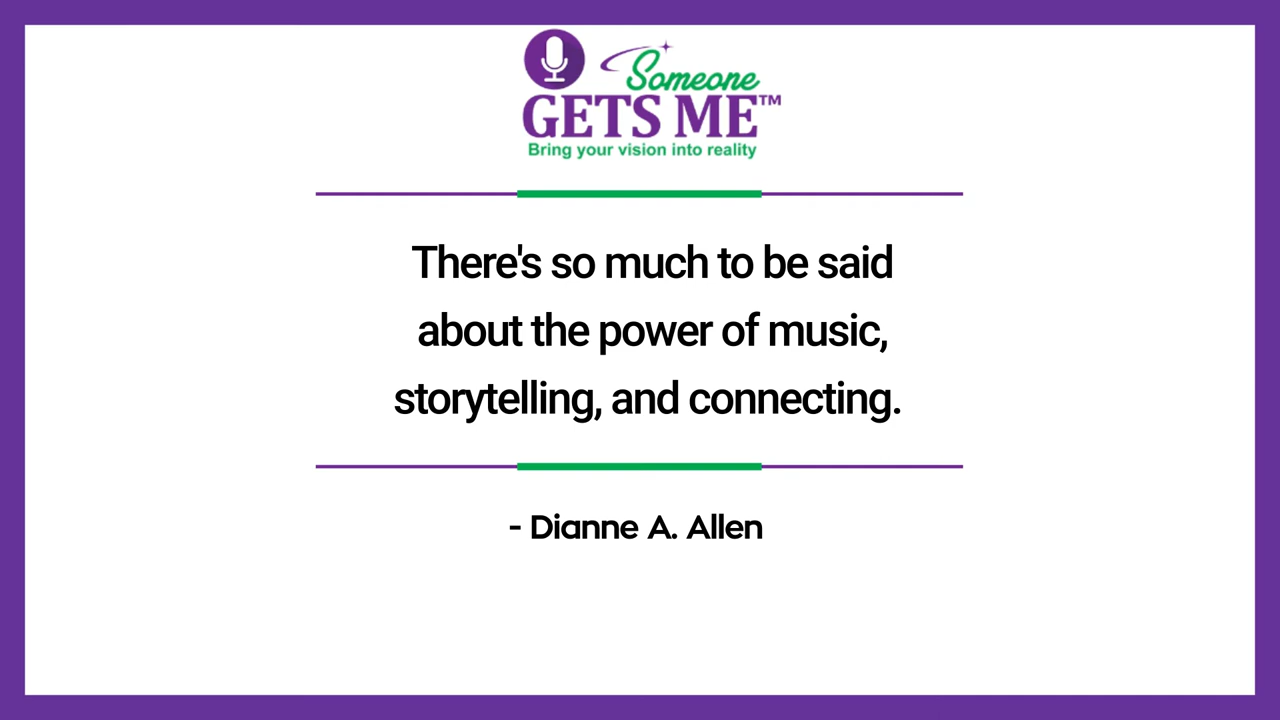 Someone
GETS ME™
Bring your vision into reality
There's so much to be said
about the power of music,
storytelling, and connecting.
- Dianne A. Allen